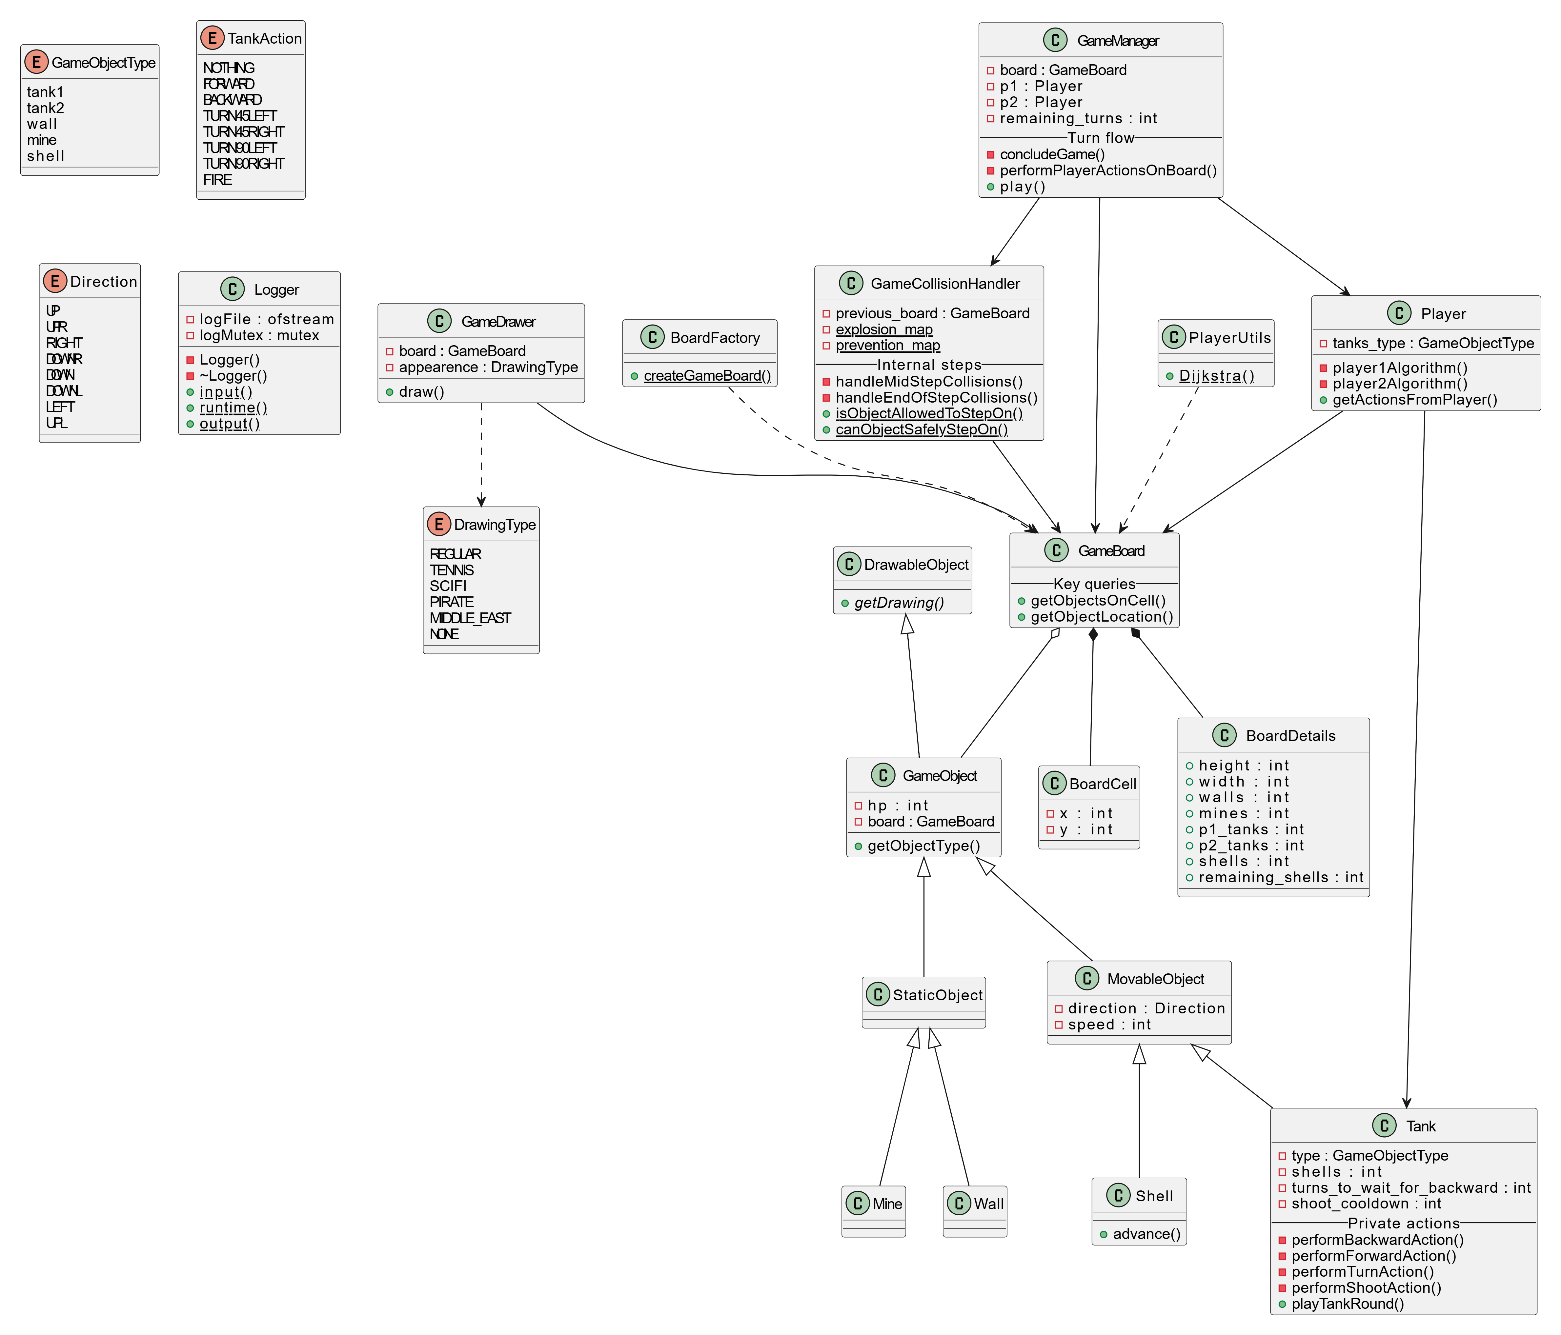 E GameObjectType
tank1
tank2
wall
mine
shell
E TankAction
NOTHING
FORWARD
BACKWARD
TURN45LEFT
TURN45RIGHT
TURN90LEFT
TURN90RIGHT
FIRE
C GameManager
board : GameBoard
p1 : Player
p2 : Player
remaining_turns : int
Turn flow
concludeGame()
performPlayerActionsOnBoard()
play()
E Direction
UP
UPR
RIGHT
DOWNR
DOWN
DOWNL
LEFT
UPL
C Logger
logFile : ofstream
logMutex : mutex
Logger()
~Logger()
input()
runtime()
output()
C GameDrawer
board : GameBoard
appearence : DrawingType
draw()
C BoardFactory
createGameBoard()
C GameCollisionHandler
previous_board : GameBoard
explosion_map
prevention_map
Internal steps
handleMidStepCollisions()
handleEndOfStepCollisions()
isObjectAllowedToStepOn()
canObjectSafelyStepOn()
C PlayerUtils
Dijkstra()
C Player
tanks_type : GameObjectType
player1Algorithm()
player2Algorithm()
getActionsFromPlayer()
E DrawingType
REGULAR
TENNIS
SCIFI
PIRATE
MIDDLE_EAST
NONE
C DrawableObject
getDrawing()
C GameBoard
Key queries
getObjectsOnCell()
getObjectLocation()
C GameObject
hp : int
board : GameBoard
getObjectType()
C BoardCell
x : int
y : int
C BoardDetails
height : int
width : int
walls : int
mines : int
p1_tanks : int
p2_tanks : int
shells : int
remaining_shells : int
C StaticObject
C MovableObject
direction : Direction
speed : int
C Mine
C Wall
C Shell
advance()
C Tank
type : GameObjectType
shells : int
turns_to_wait_for_backward : int
shoot_cooldown : int
Private actions
performBackwardAction()
performForwardAction()
performTurnAction()
performShootAction()
playTankRound()